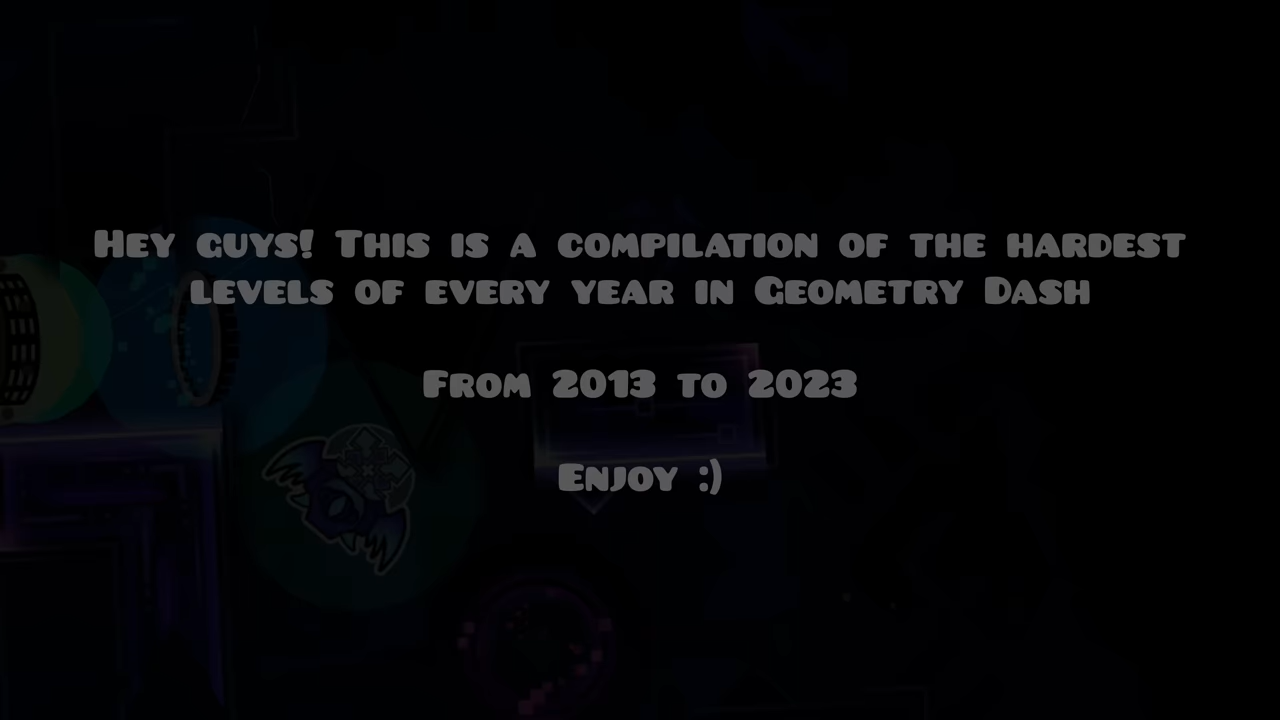 Hey guys! This is a compilation of the hardest
levels of every year in Geometry Dash
From 2013 to 2023
Enjoy :)